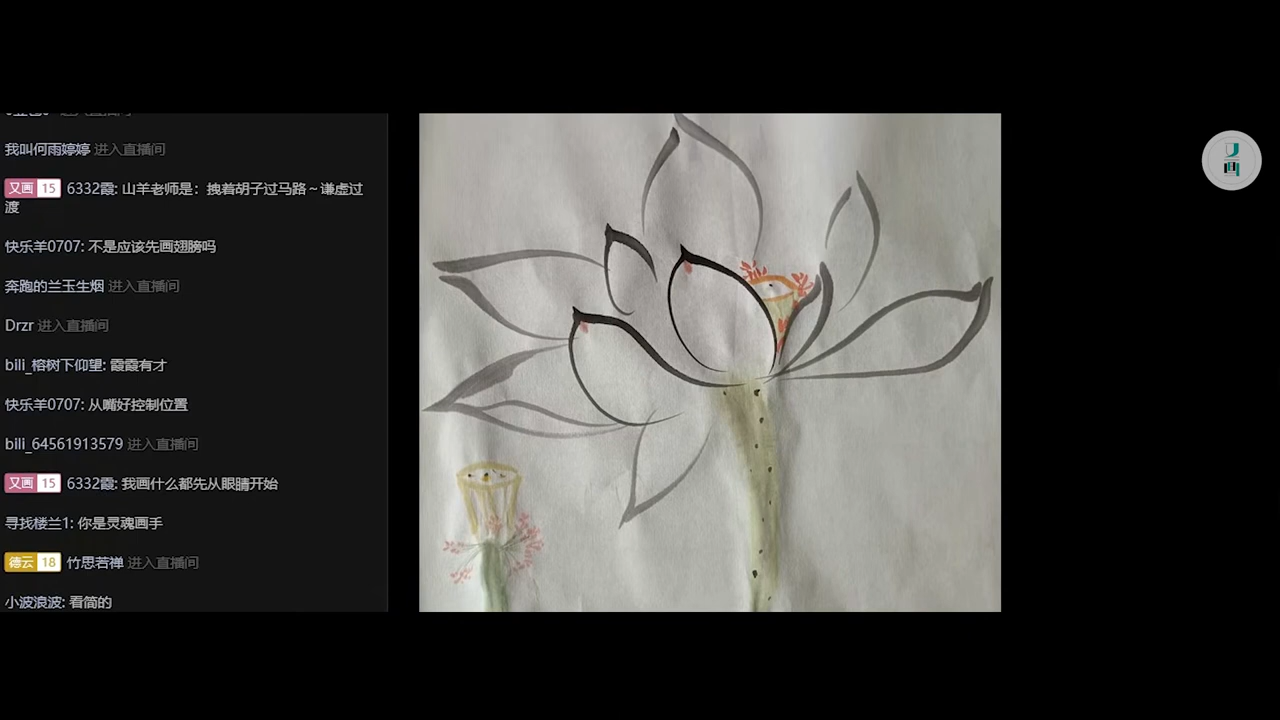 我叫何雨婷婷 进入直播间
又画 15 6332霞: 山羊老师是：拽着胡子过马路～谦虚过
渡
快乐羊0707: 不是应该先画翅膀吗
奔跑的兰玉生烟 进入直播间
Drzr 进入直播间
bili_榕树下仰望: 霞霞有才
快乐羊0707: 从嘴好控制位置
bili_64561913579 进入直播间
又画 15 6332霞: 我画什么都先从眼睛开始
寻找楼兰1: 你是灵魂画手
德云 18 竹思若禅 进入直播间
小波浪波: 看简的